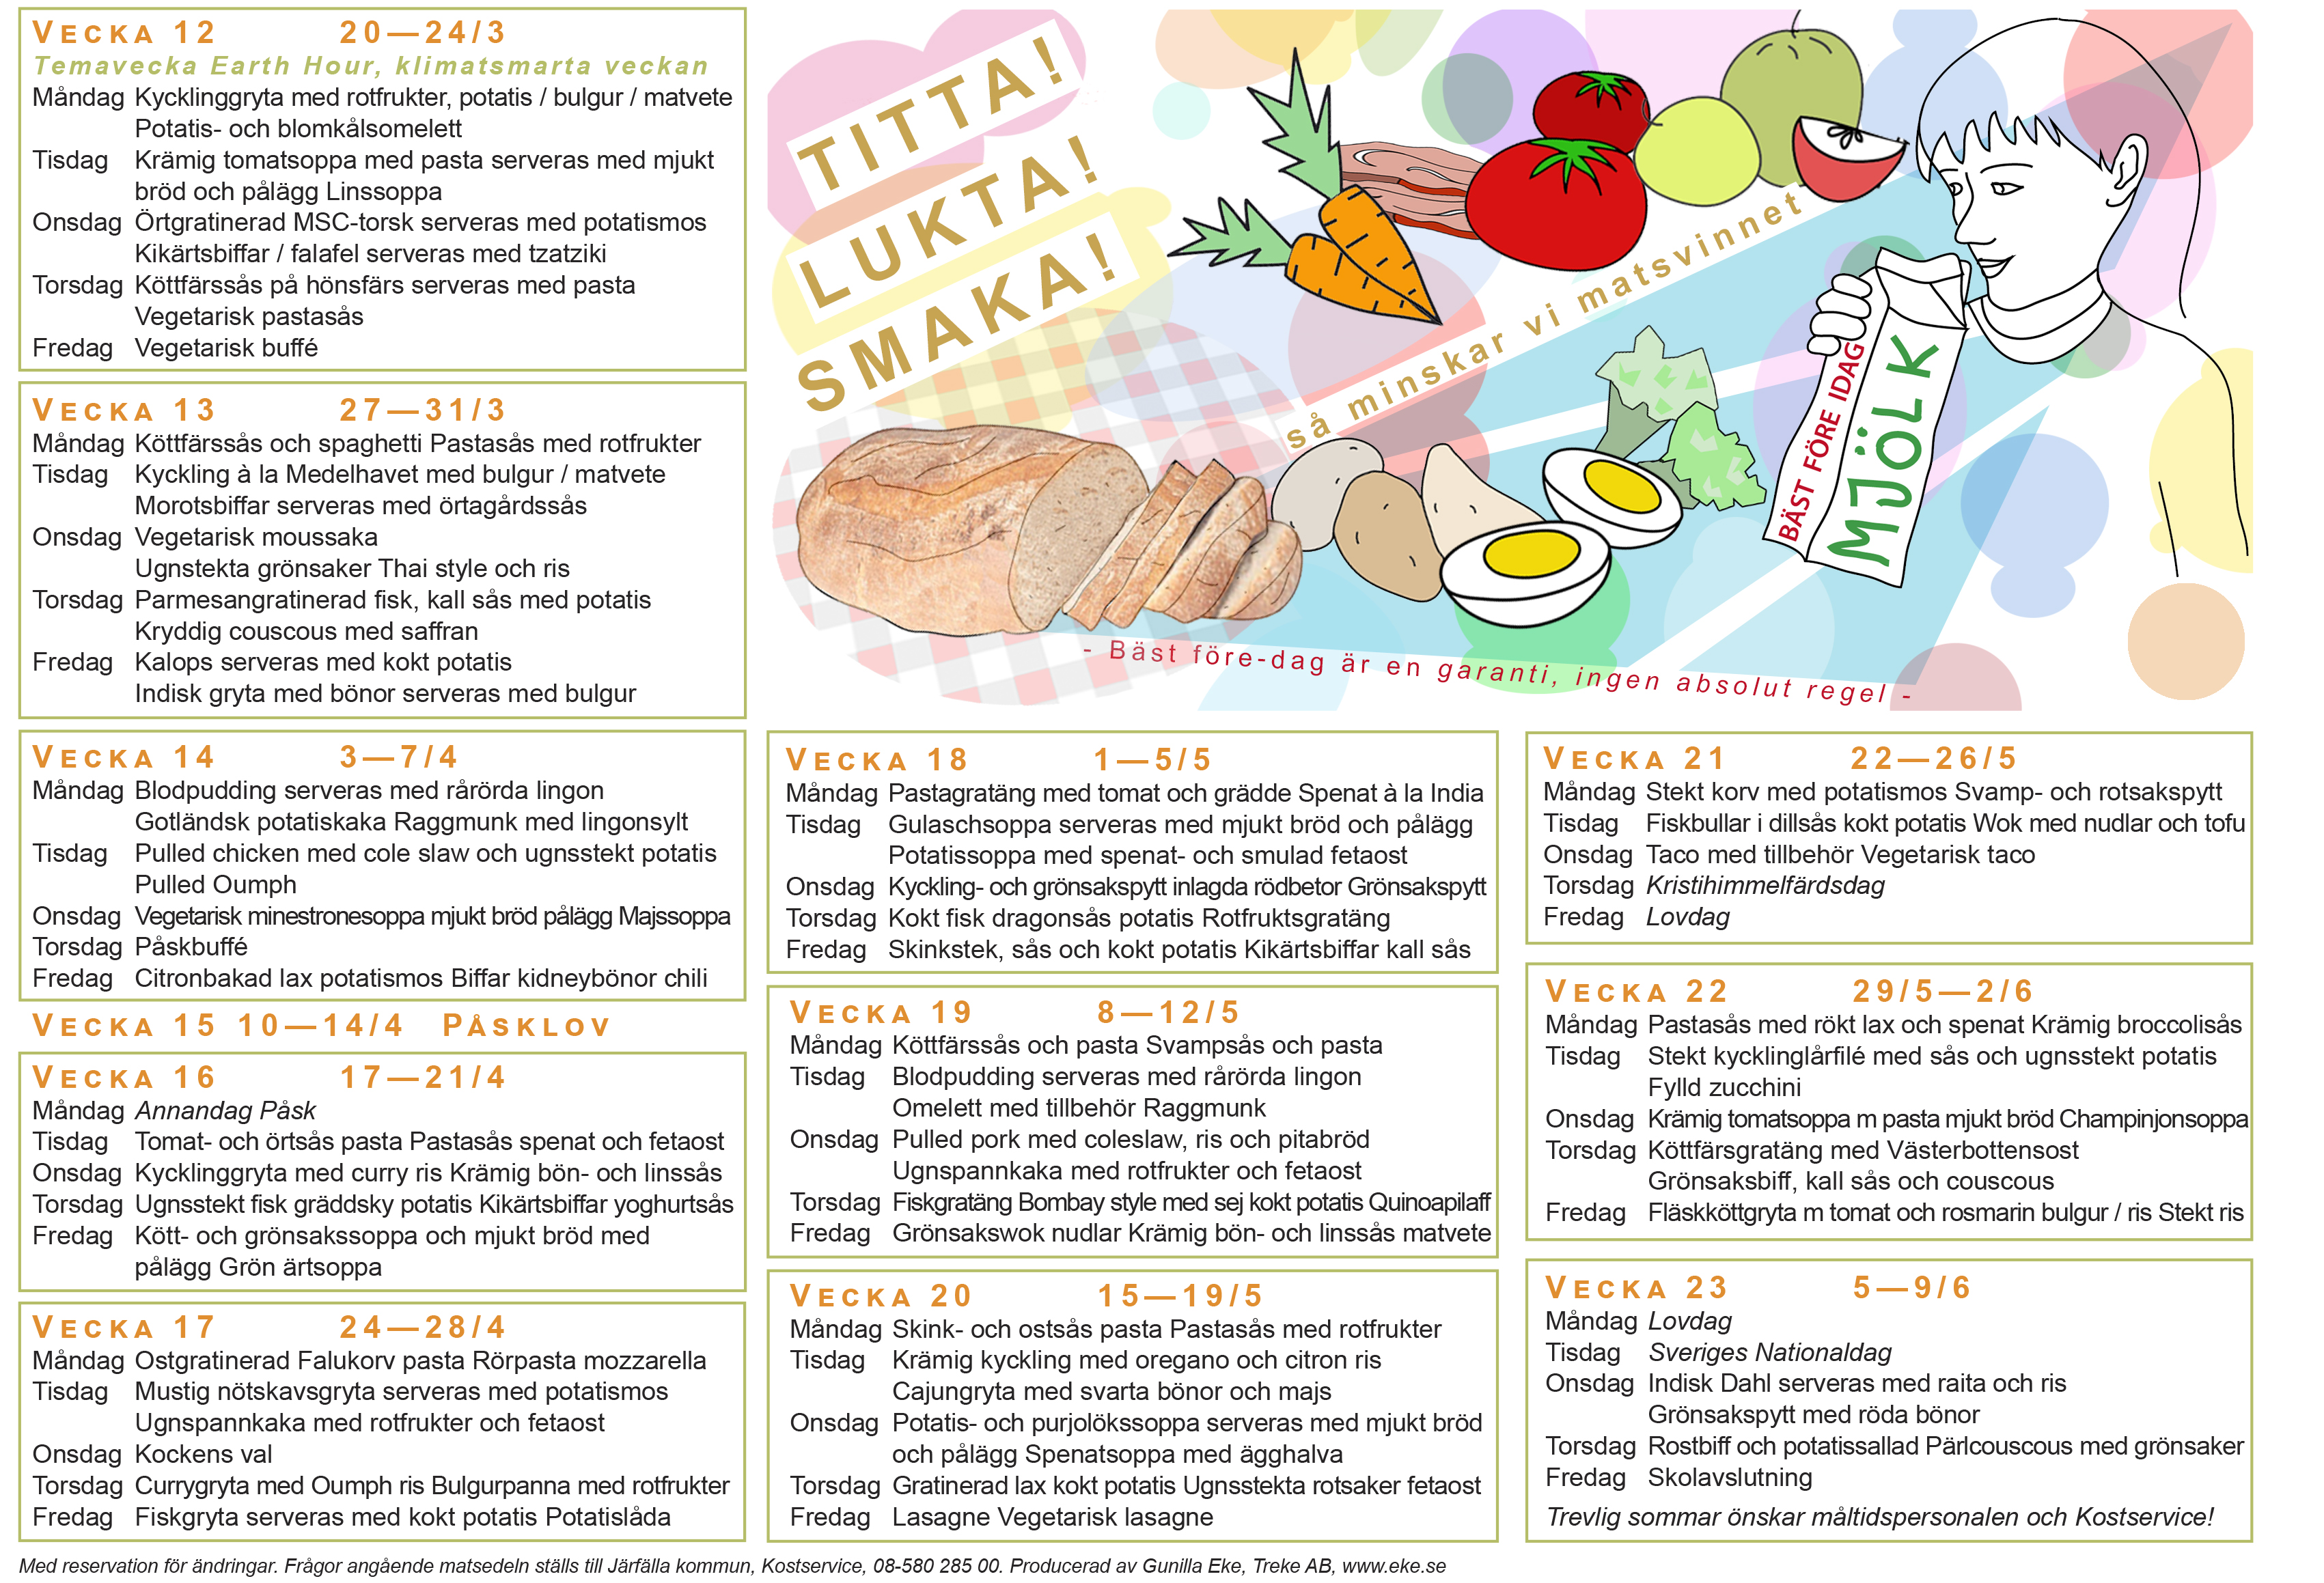 VECKA 12 20—24/3
Temavecka Earth Hour, klimatsmarta veckan
Måndag Kycklinggryta med rotfrukter, potatis / bulgur / matvete
Potatis- och blomkålsomelett
Tisdag Krämig tomatsoppa med pasta serveras med mjukt
bröd och pålägg Linssoppa
Onsdag Örtgratinerad MSC-torsk serveras med potatismos
Kikärtsbiffar / falafel serveras med tzatziki
Torsdag Köttfärssås på hönsfärs serveras med pasta
Vegetarisk pastasås
Fredag Vegetarisk buffé
VECKA 13 27—31/3
Måndag Köttfärssås och spaghetti Pastasås med rotfrukter
Tisdag Kyckling à la Medelhavet med bulgur / matvete
Morotsbiffar serveras med örtagårdssås
Onsdag Vegetarisk moussaka
Ugnstekta grönsaker Thai style och ris
Torsdag Parmesangratinerad fisk, kall sås med potatis
Kryddig couscous med saffran
Fredag Kalops serveras med kokt potatis
Indisk gryta med bönor serveras med bulgur
VECKA 14 3—7/4
Måndag Blodpudding serveras med rårörda lingon
Gotländsk potatiskaka Raggmunk med lingonsylt
Tisdag Pulled chicken med cole slaw och ugnsstekt potatis
Pulled Oumph
Onsdag Vegetarisk minestronesoppa mjukt bröd pålägg Majssoppa
Torsdag Påskbuffé
Fredag Citronbakad lax potatismos Biffar kidneybönor chili
VECKA 15 10—14/4 PÅSKLOV
VECKA 16 17—21/4
Måndag Annandag Påsk
Tisdag Tomat- och örtsås pasta Pastasås spenat och fetaost
Onsdag Kycklinggryta med curry ris Krämig bön- och linssås
Torsdag Ugnsstekt fisk gräddsky potatis Kikärtsbiffar yoghurtsås
Fredag Kött- och grönsakssoppa och mjukt bröd med
pålägg Grön ärtsoppa
VECKA 17 24—28/4
Måndag Ostgratinerad Falukorv pasta Rörpasta mozzarella
Tisdag Mustig nötskavsgryta serveras med potatismos
Ugnspannkaka med rotfrukter och fetaost
Onsdag Kockens val
Torsdag Currygryta med Oumph ris Bulgurpanna med rotfrukter
Fredag Fiskgryta serveras med kokt potatis Potatislåda
TITTA!
LUKTA!
SMAKA!
så minskar vi matsvinnet
BÄST FÖRE IDAG
MJÖLK
- Bäst före-dag är en garanti, ingen absolut regel -
VECKA 18 1—5/5
Måndag Pastagratäng med tomat och grädde Spenat à la India
Tisdag Gulaschsoppa serveras med mjukt bröd och pålägg
Potatissoppa med spenat- och smulad fetaost
Onsdag Kyckling- och grönsakspytt inlagda rödbetor Grönsakspytt
Torsdag Kokt fisk dragonsås potatis Rotfruktsgratäng
Fredag Skinkstek, sås och kokt potatis Kikärtsbiffar kall sås
VECKA 19 8—12/5
Måndag Köttfärssås och pasta Svampsås och pasta
Tisdag Blodpudding serveras med rårörda lingon
Omelett med tillbehör Raggmunk
Onsdag Pulled pork med coleslaw, ris och pitabröd
Ugnspannkaka med rotfrukter och fetaost
Torsdag Fiskgratäng Bombay style med sej kokt potatis Quinoapilaff
Fredag Grönsakswok nudlar Krämig bön- och linssås matvete
VECKA 20 15—19/5
Måndag Skink- och ostsås pasta Pastasås med rotfrukter
Tisdag Krämig kyckling med oregano och citron ris
Cajungryta med svarta bönor och majs
Onsdag Potatis- och purjolökssoppa serveras med mjukt bröd
och pålägg Spenatsoppa med ägghalva
Torsdag Gratinerad lax kokt potatis Ugnsstekta rotsaker fetaost
Fredag Lasagne Vegetarisk lasagne
VECKA 21 22—26/5
Måndag Stekt korv med potatismos Svamp- och rotsakspytt
Tisdag Fiskbullar i dillsås kokt potatis Wok med nudlar och tofu
Onsdag Taco med tillbehör Vegetarisk taco
Torsdag Kristihimmelfärdsdag
Fredag Lovdag
VECKA 22 29/5—2/6
Måndag Pastasås med rökt lax och spenat Krämig broccolisås
Tisdag Stekt kycklinglårfilé med sås och ugnsstekt potatis
Fylld zucchini
Onsdag Krämig tomatsoppa m pasta mjukt bröd Champinjonsoppa
Torsdag Köttfärsgratäng med Västerbottensost
Grönsaksbiff, kall sås och couscous
Fredag Fläskköttgryta m tomat och rosmarin bulgur / ris Stekt ris
VECKA 23 5—9/6
Måndag Lovdag
Tisdag Sveriges Nationaldag
Onsdag Indisk Dahl serveras med raita och ris
Grönsakspytt med röda bönor
Torsdag Rostbiff och potatissallad Pärlcouscous med grönsaker
Fredag Skolavslutning
Trevlig sommar önskar måltidspersonalen och Kostservice!
Med reservation för ändringar. Frågor angående matsedeln ställs till Järfälla kommun, Kostservice, 08-580 285 00. Producerad av Gunilla Eke, Treke AB, www.eke.se